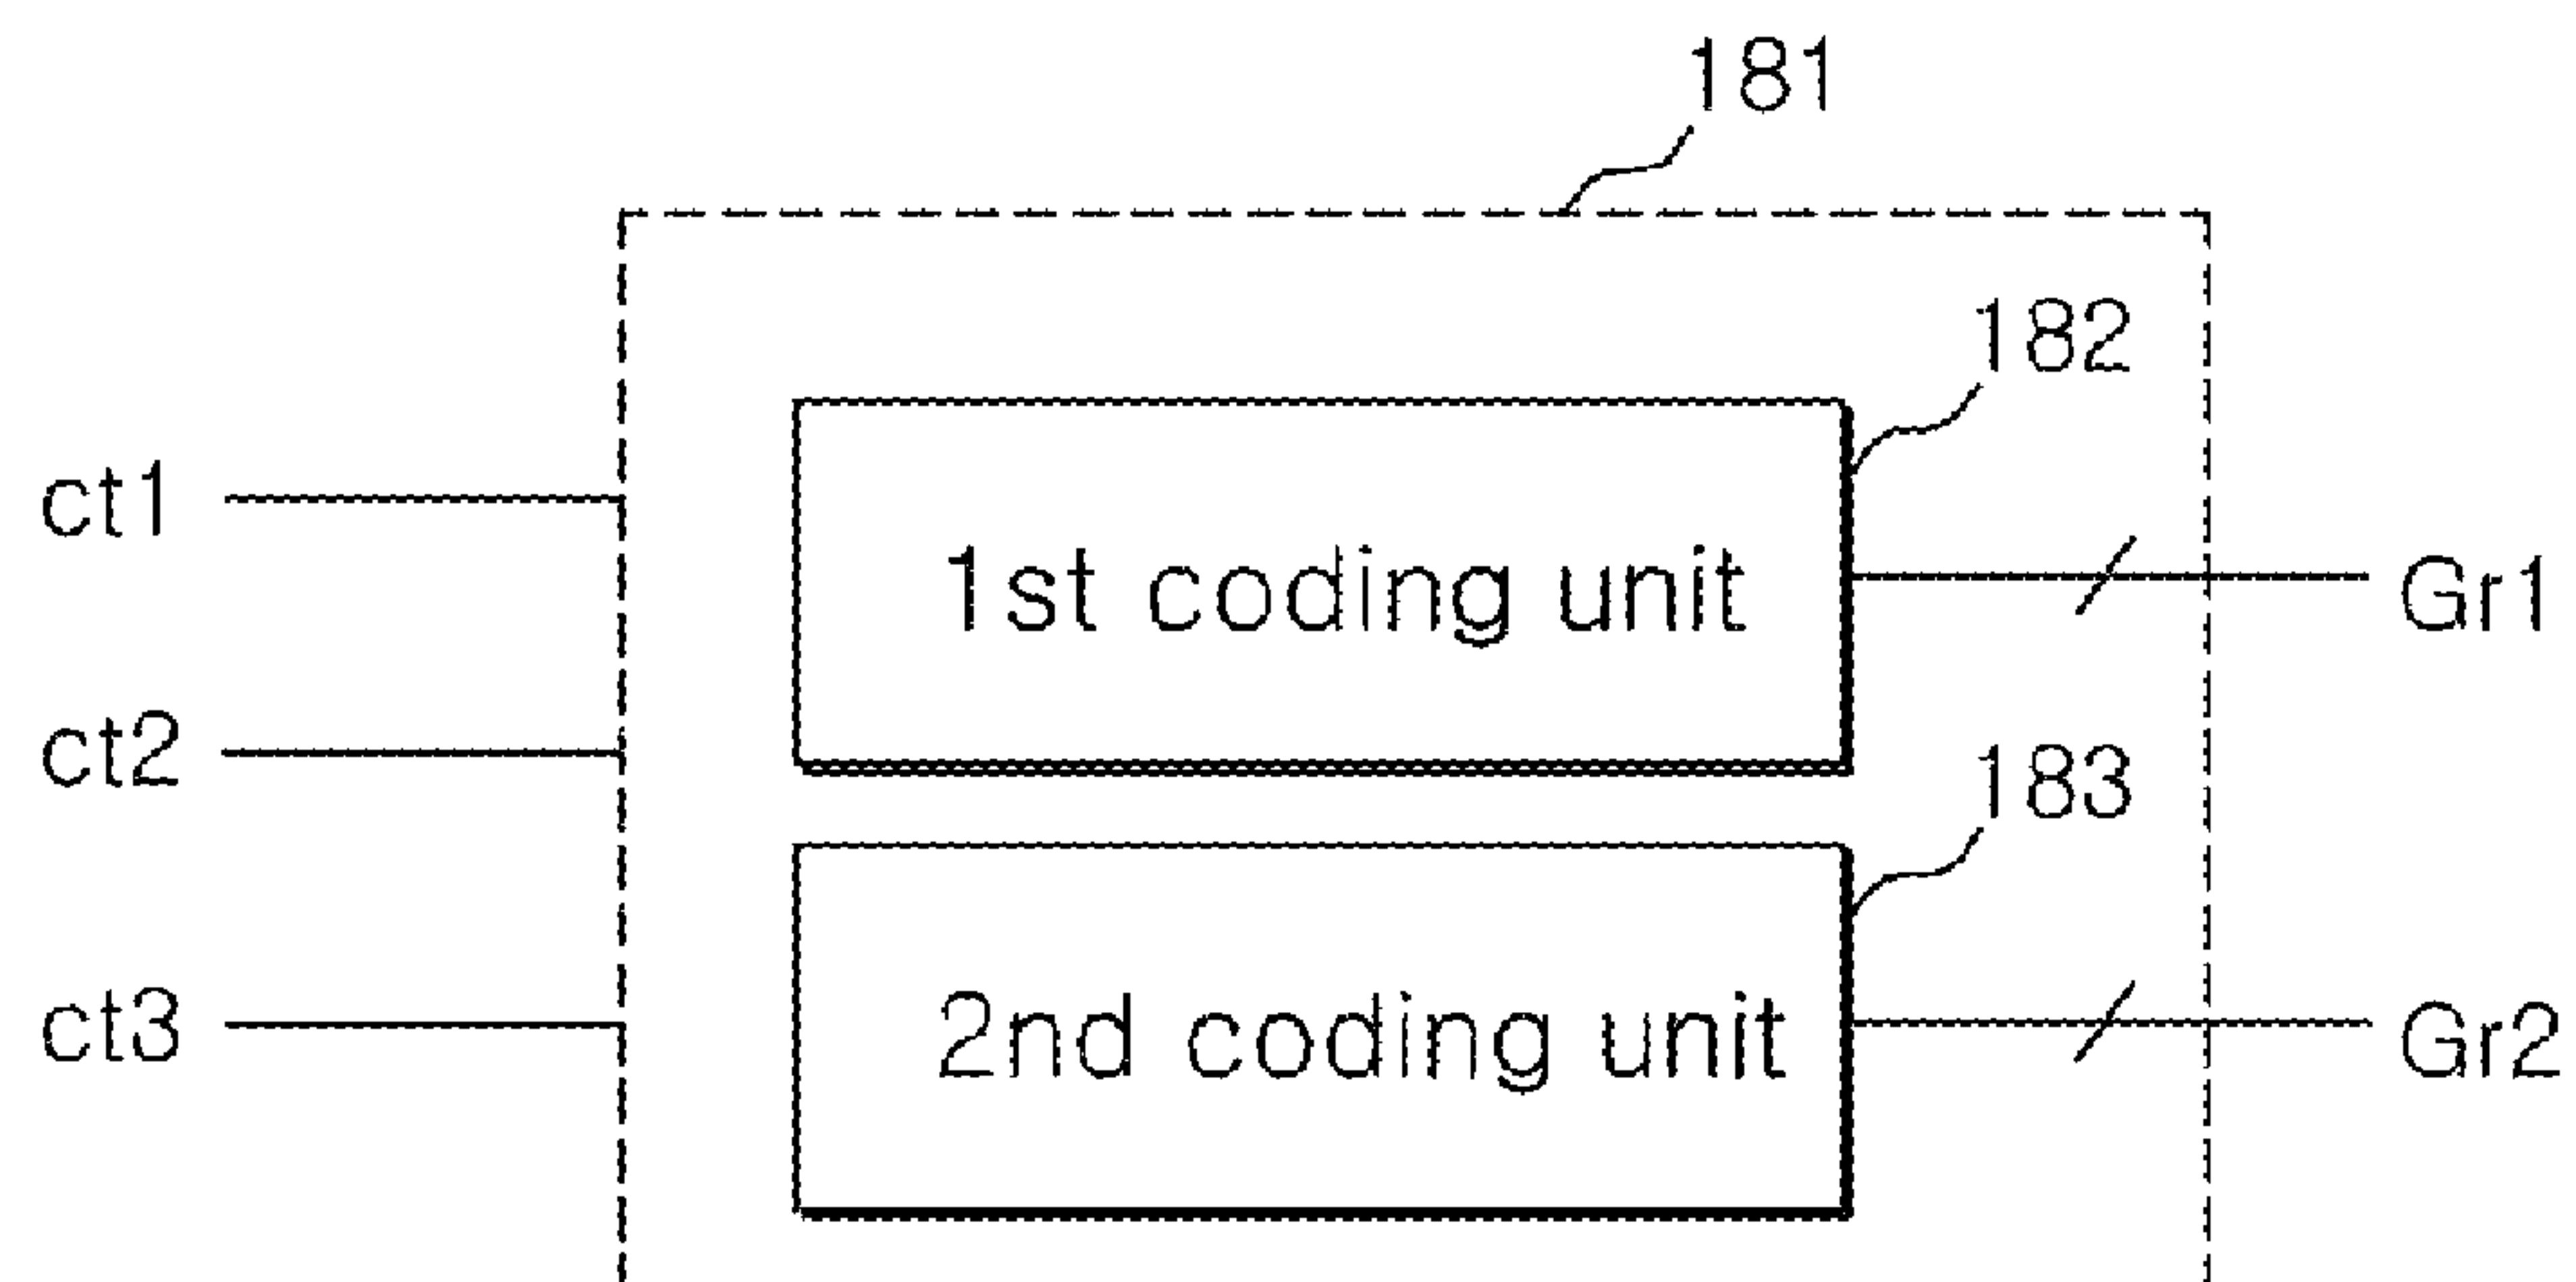 181
182
ct1
1st coding unit
Gr1
ct2
183
ct3
2nd coding unit
Gr2